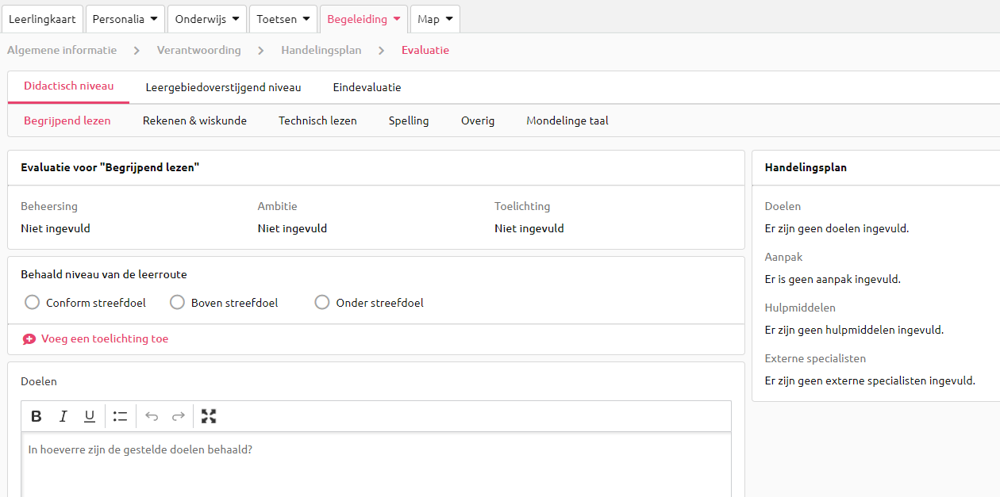 Leerlingkaart Personalia Onderwijs Toetsen Begeleiding Map
Algemene informatie Verantwoording Handelingsplan Evaluatie
Didactisch niveau Leergebiedoverstijgend niveau Eindevaluatie
Begrijpend lezen Rekenen & wiskunde Technisch lezen Spelling Overig Mondelinge taal
Evaluatie voor "Begrijpend lezen"
Beheersing Ambitie Toelichting
Niet ingevuld Niet ingevuld Niet ingevuld
Behaald niveau van de leerroute
Conform streefdoel Boven streefdoel Onder streefdoel
Voeg een toelichting toe
Doelen
B I U
In hoeverre zijn de gestelde doelen behaald?
Handelingsplan
Doelen
Er zijn geen doelen ingevuld.
Aanpak
Er is geen aanpak ingevuld.
Hulpmiddelen
Er zijn geen hulpmiddelen ingevuld.
Externe specialisten
Er zijn geen externe specialisten ingevuld.